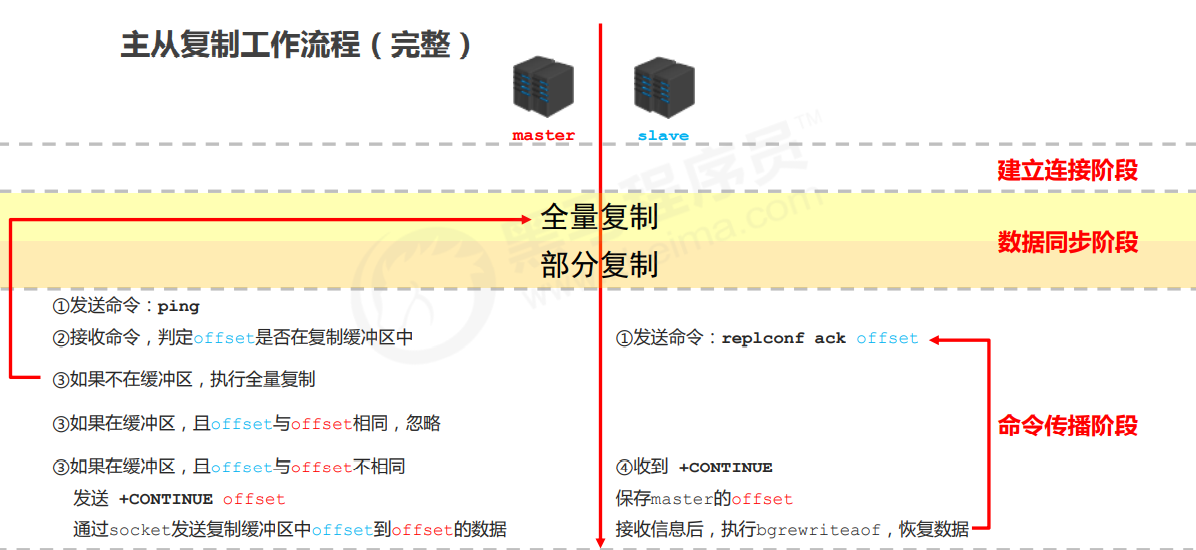 主从复制工作流程（完整）
master
slave
建立连接阶段
全量复制
数据同步阶段
部分复制
①发送命令：ping
②接收命令，判定offset是否在复制缓冲区中
①发送命令：replconf ack offset
③如果不在缓冲区，执行全量复制
③如果在缓冲区，且offset与offset相同，忽略
命令传播阶段
③如果在缓冲区，且offset与offset不相同
④收到 +CONTINUE
发送 +CONTINUE offset
保存master的offset
通过socket发送复制缓冲区中offset到offset的数据
接收信息后，执行bgrewriteaof，恢复数据